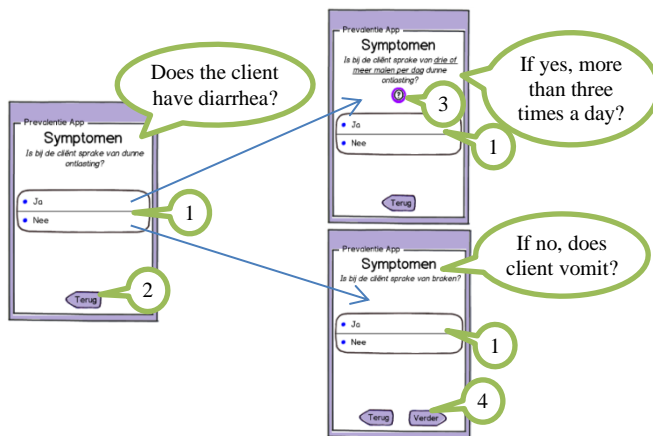 Does the client
have diarrhea?
Prevalentie App
Symptomen
Is bij de cliënt sprake van dunne
ontlasting?
Ja
Nee
1
Terug
2
Prevalentie App
Symptomen
Is bij de cliënt sprake van drie of
meer malen per dag dunne
ontlasting?
?
3
Ja
Nee
1
Terug
If yes, more
than three
times a day?
Prevalentie App
Symptomen
Is bij de cliënt sprake van braken?
Ja
Nee
1
Terug
Verder
4
If no, does
client vomit?